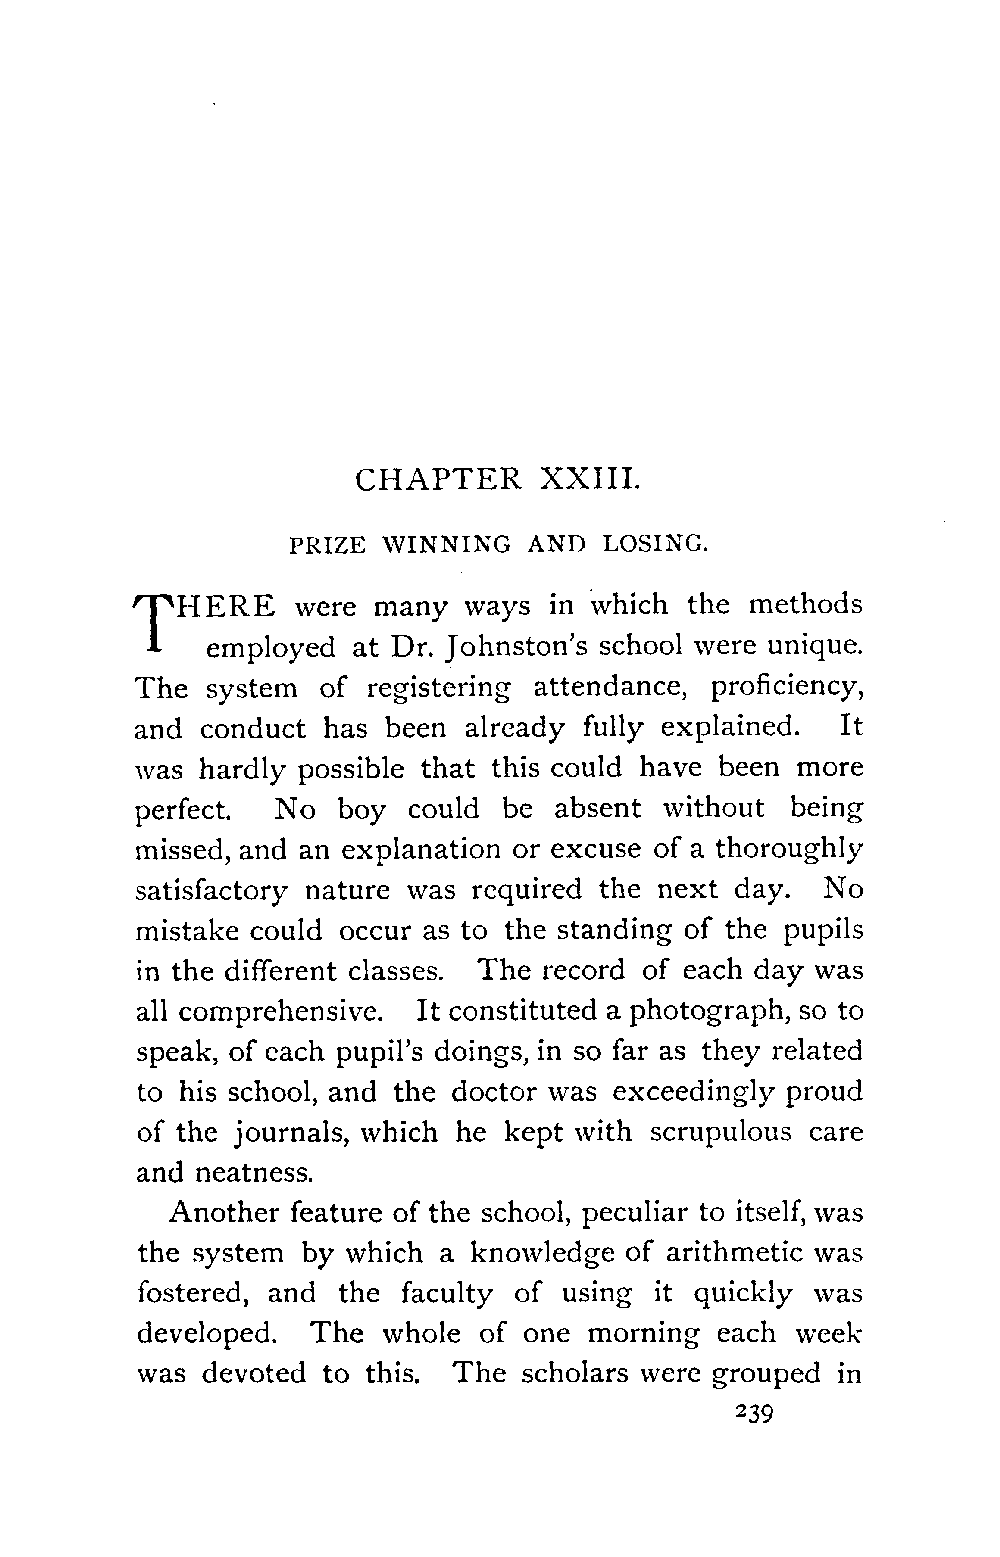 CHAPTER XXIII.
PRIZE WINNING AND LOSING.
THERE were many ways in which the methods
employed at Dr. Johnston's school were unique.
The system of registering attendance, proficiency,
and conduct has been already fully explained. It
was hardly possible that this could have been more
perfect. No boy could be absent without being
missed, and an explanation or excuse of a thoroughly
satisfactory nature was required the next day. No
mistake could occur as to the standing of the pupils
in the different classes. The record of each day was
all comprehensive. It constituted a photograph, so to
speak, of each pupil's doings, in so far as they related
to his school, and the doctor was exceedingly proud
of the journals, which he kept with scrupulous care
and neatness.
Another feature of the school, peculiar to itself, was
the system by which a knowledge of arithmetic was
fostered, and the faculty of using it quickly was
developed. The whole of one morning each week
was devoted to this. The scholars were grouped in
239